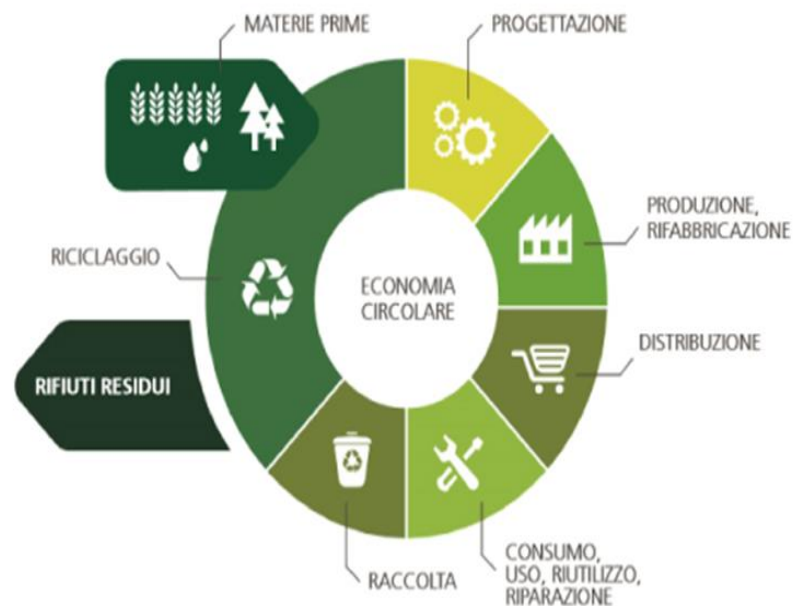 MATERIE PRIME
PROGETTAZIONE
PRODUZIONE,
RIFABBRICAZIONE
RICICLAGGIO
ECONOMIA
CIRCOLARE
DISTRIBUZIONE
RIFIUTI RESIDUI
CONSUMO,
USO, RIUTILIZZO,
RIPARAZIONE
RACCOLTA